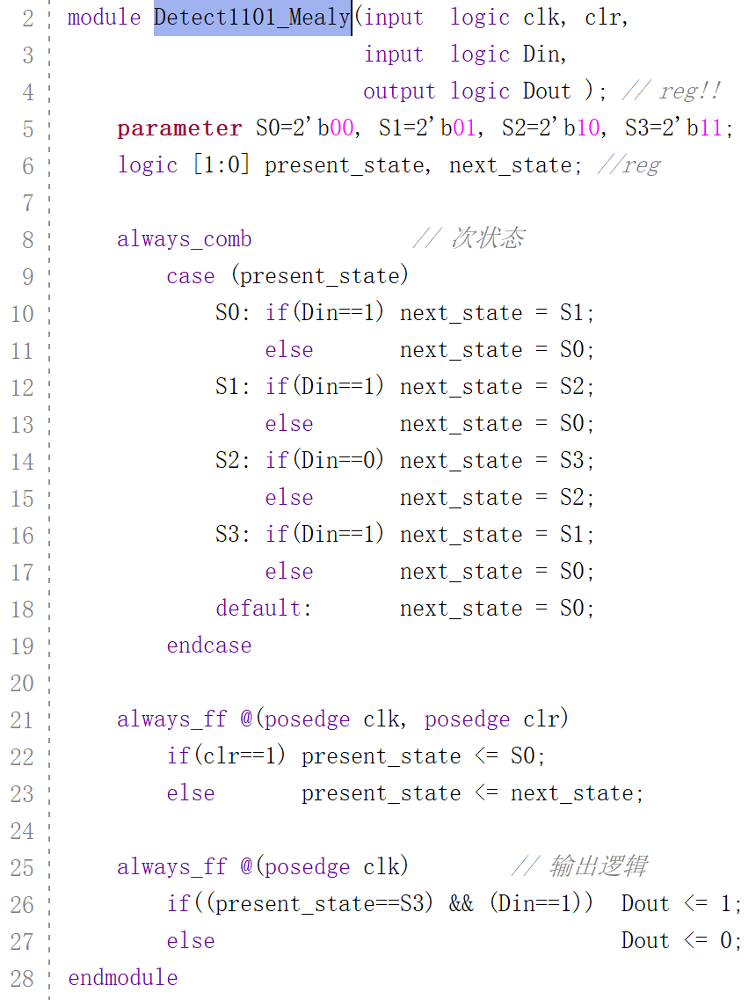 2 module Detect1101_Mealy(input logic clk, clr,
3 input logic Din,
4 output logic Dout ); // reg!!
5 parameter S0=2'b00, S1=2'b01, S2=2'b10, S3=2'b11;
6 logic [1:0] present_state, next_state; //reg
7
8 always_comb // 次状态
9 case (present_state)
10 S0: if(Din==1) next_state = S1;
11 else next_state = S0;
12 S1: if(Din==1) next_state = S2;
13 else next_state = S0;
14 S2: if(Din==0) next_state = S3;
15 else next_state = S2;
16 S3: if(Din==1) next_state = S1;
17 else next_state = S0;
18 default: next_state = S0;
19 endcase
20
21 always_ff @(posedge clk, posedge clr)
22 if(clr==1) present_state <= S0;
23 else present_state <= next_state;
24
25 always_ff @(posedge clk) // 输出逻辑
26 if((present_state==S3) && (Din==1)) Dout <= 1;
27 else Dout <= 0;
28 endmodule